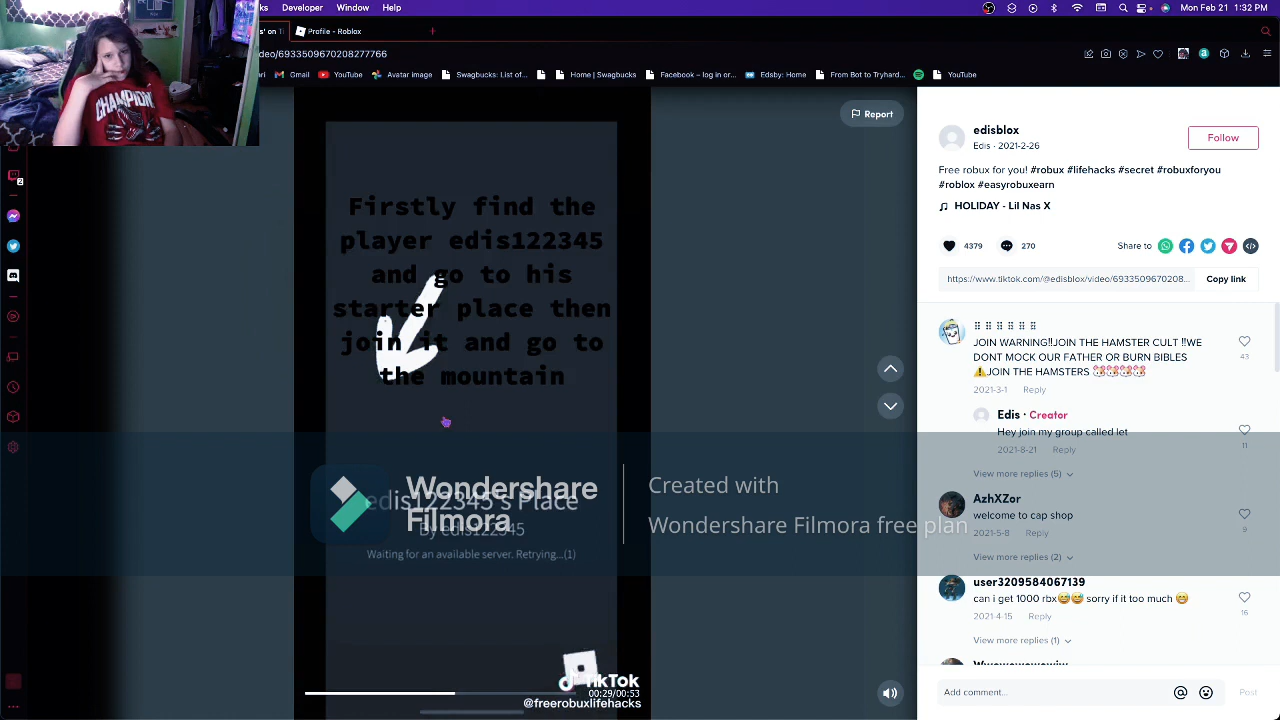 ks Developer Window Help
Mon Feb 21 1:32 PM
s' on Ti
Profile - Roblox
deo/6933509670208277766
ari
Gmail
YouTube
Avatar image
Swagbucks: List of...
Home | Swagbucks
Facebook – log in or...
Edsby: Home
From Bot to Tryhard...
YouTube
CHAMPION
2
Report
Firstly find the
player edis122345
and go to his
starter place then
join it and go to
the mountain
edis122345's Place
By edis122345
Waiting for an available server. Retrying...(1)
Wondershare
Filmora
Created with
Wondershare Filmora free plan
TikTok
00:29/00:53
@freerobuxlifehacks
edisblox
Edis · 2021-2-26
Follow
Free robux for you! #robux #lifehacks #secret #robuxforyou
#roblox #easyrobuxearn
HOLIDAY - Lil Nas X
4379
270
Share to
https://www.tiktok.com/@edisblox/video/6933509670208...
Copy link
JOIN WARNING‼JOIN THE HAMSTER CULT ‼WE
DONT MOCK OUR FATHER OR BURN BIBLES
⚠JOIN THE HAMSTERS 🐹🐹🐹🐹
43
2021-3-1 Reply
Edis · Creator
Hey join my group called let
11
2021-8-21 Reply
View more replies (5)
AzhXZor
welcome to cap shop
9
2021-5-8 Reply
View more replies (2)
user3209584067139
can i get 1000 rbx😅😅 sorry if it too much 😁
16
2021-4-15 Reply
View more replies (1)
Add comment...
Post